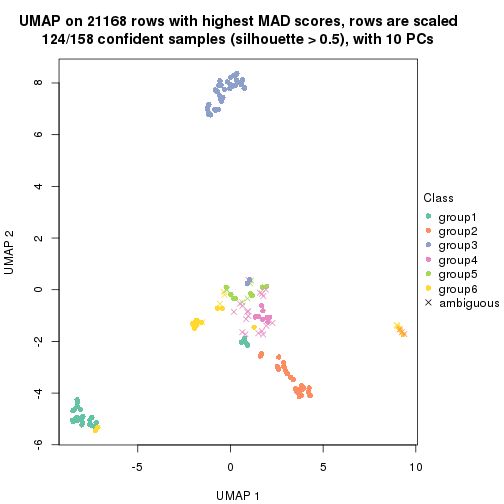 UMAP on 21168 rows with highest MAD scores, rows are scaled
124/158 confident samples (silhouette > 0.5), with 10 PCs
8
6
4
2
0
-2
-4
-6
UMAP 2
-5
0
5
10
UMAP 1
Class
group1
group2
group3
group4
group5
group6
ambiguous